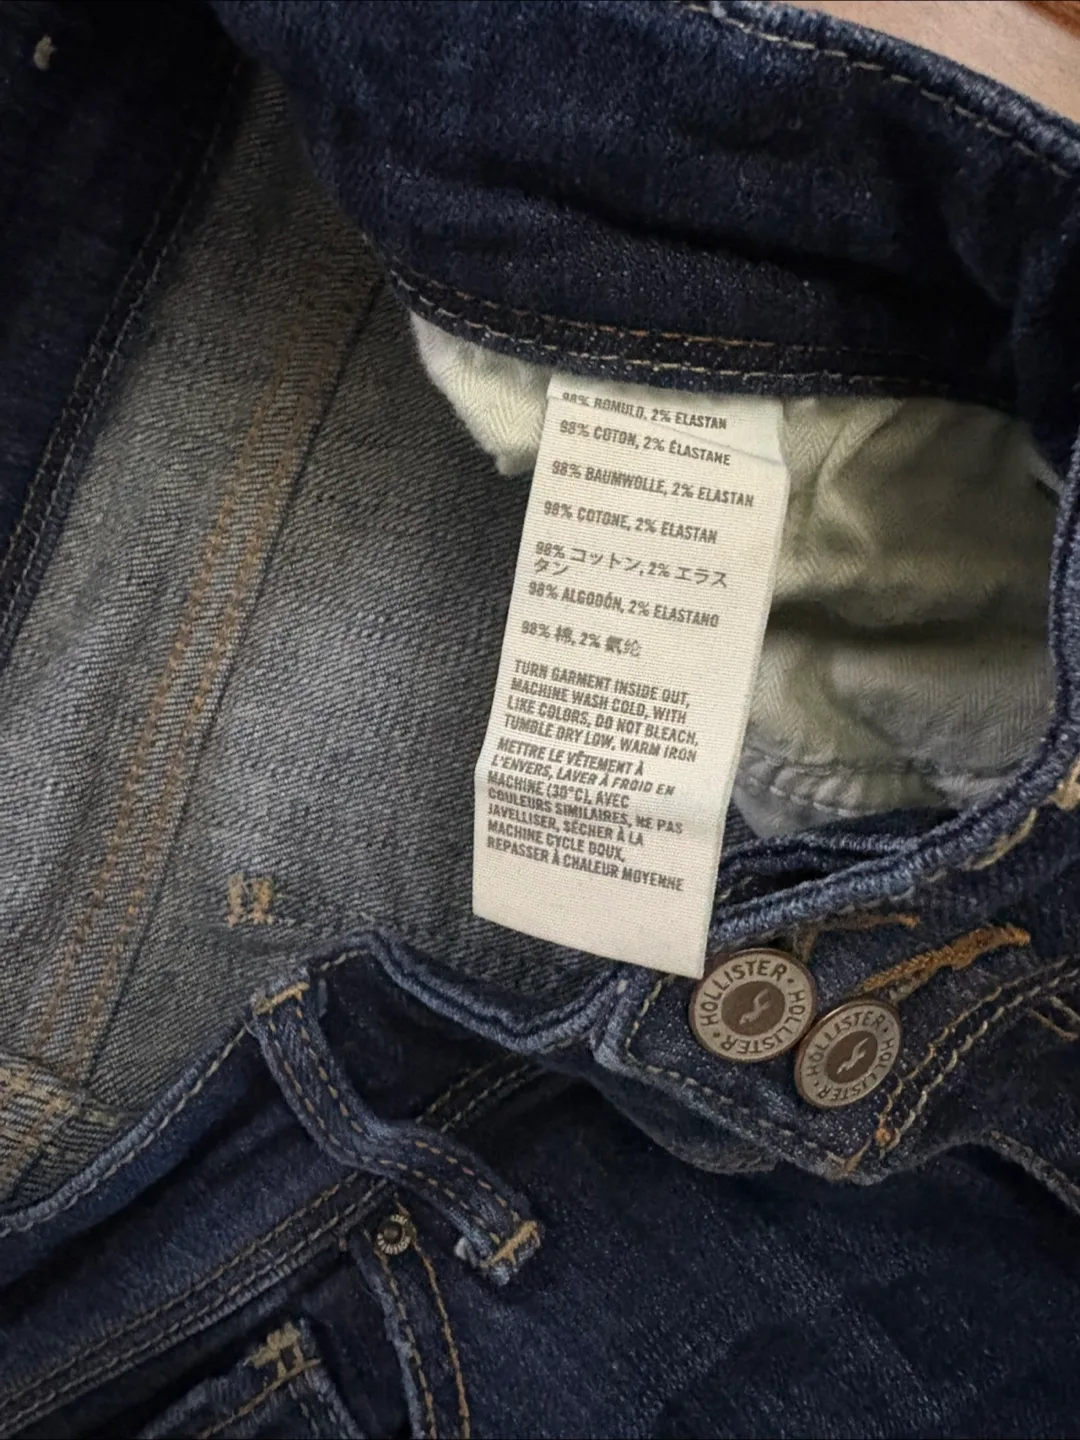 98% BOMULD, 2% ELASTAN
98% COTON, 2% ÉLASTANE
98% BAUMWOLLE, 2% ELASTAN
98% COTONE, 2% ELASTAN
98% コットン, 2% エラス
タン
98% ALGODÓN, 2% ELASTANO
98% 棉, 2% 氨纶
TURN GARMENT INSIDE OUT,
MACHINE WASH COLD, WITH
LIKE COLORS, DO NOT BLEACH,
TUMBLE DRY LOW, WARM IRON
METTRE LE VÊTEMENT À
L'ENVERS, LAVER À FROID EN
MACHINE (30°C), AVEC
COULEURS SIMILAIRES, NE PAS
JAVELLISER, SÉCHER À LA
MACHINE CYCLE DOUX,
REPASSER À CHALEUR MOYENNE
HOLLISTER · HOLLISTER ·
HOLLISTER · HOLLISTER ·